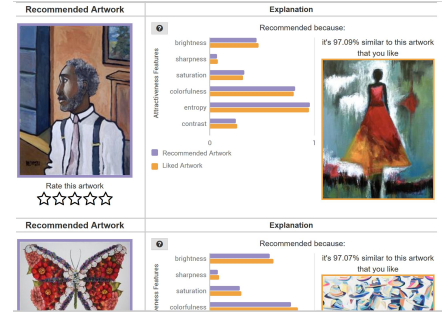 Recommended Artwork
Explanation
Recommended because:
it's 97.09% similar to this artwork
that you like
Attractiveness Features
brightness
sharpness
saturation
colorfulness
entropy
contrast
0
1
Recommended Artwork
Liked Artwork
Rate this artwork
Recommended Artwork
Explanation
Recommended because:
it's 97.07% similar to this artwork
that you like
brightness
sharpness
saturation
colorfulness
Features